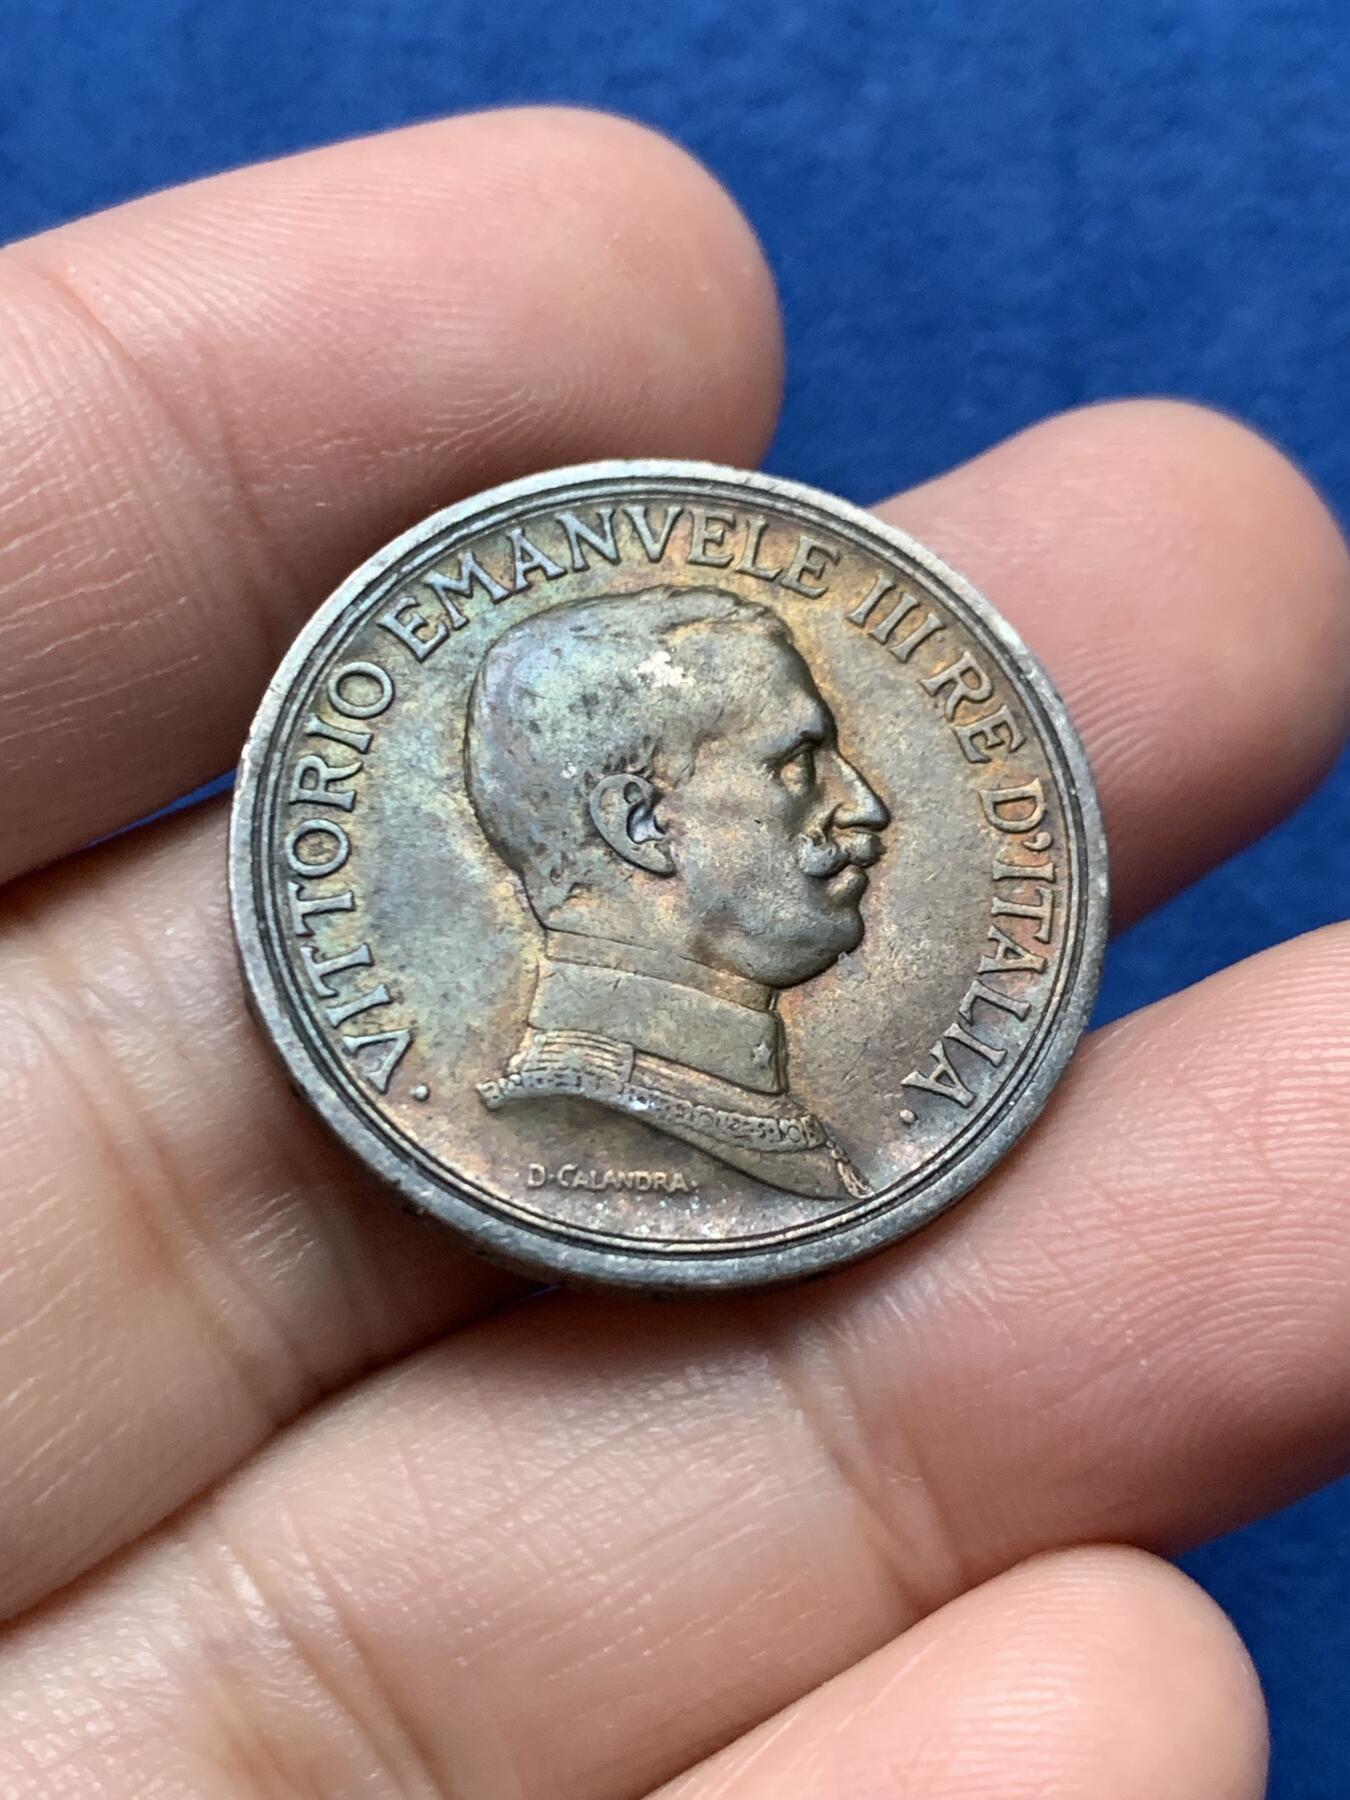 · VITTORIO EMANVELE III RE D'ITALIA ·
· D · CALANDRA ·